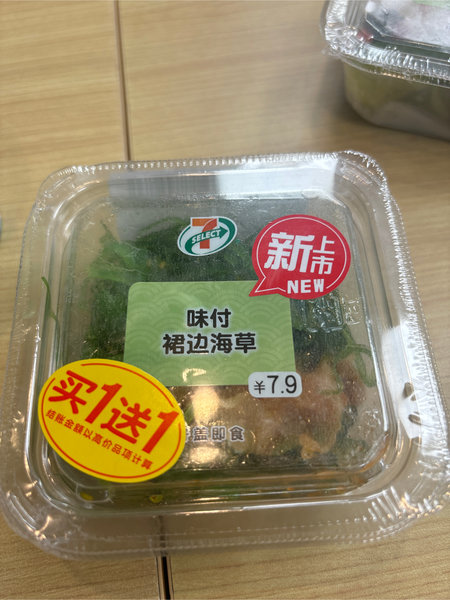 7
SELECT
新上市
NEW
味付
裙边海草
¥7.9
买1送1
结账金额以高价品项计算
开盖即食